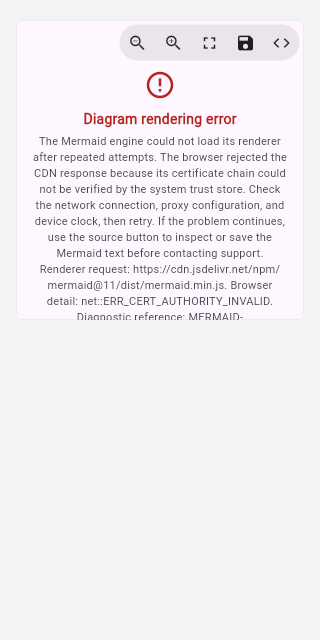 Diagram rendering error
The Mermaid engine could not load its renderer
after repeated attempts. The browser rejected the
CDN response because its certificate chain could
not be verified by the system trust store. Check
the network connection, proxy configuration, and
device clock, then retry. If the problem continues,
use the source button to inspect or save the
Mermaid text before contacting support.
Renderer request: https://cdn.jsdelivr.net/npm/
mermaid@11/dist/mermaid.min.js. Browser
detail: net::ERR_CERT_AUTHORITY_INVALID.
Diagnostic reference: MERMAID-